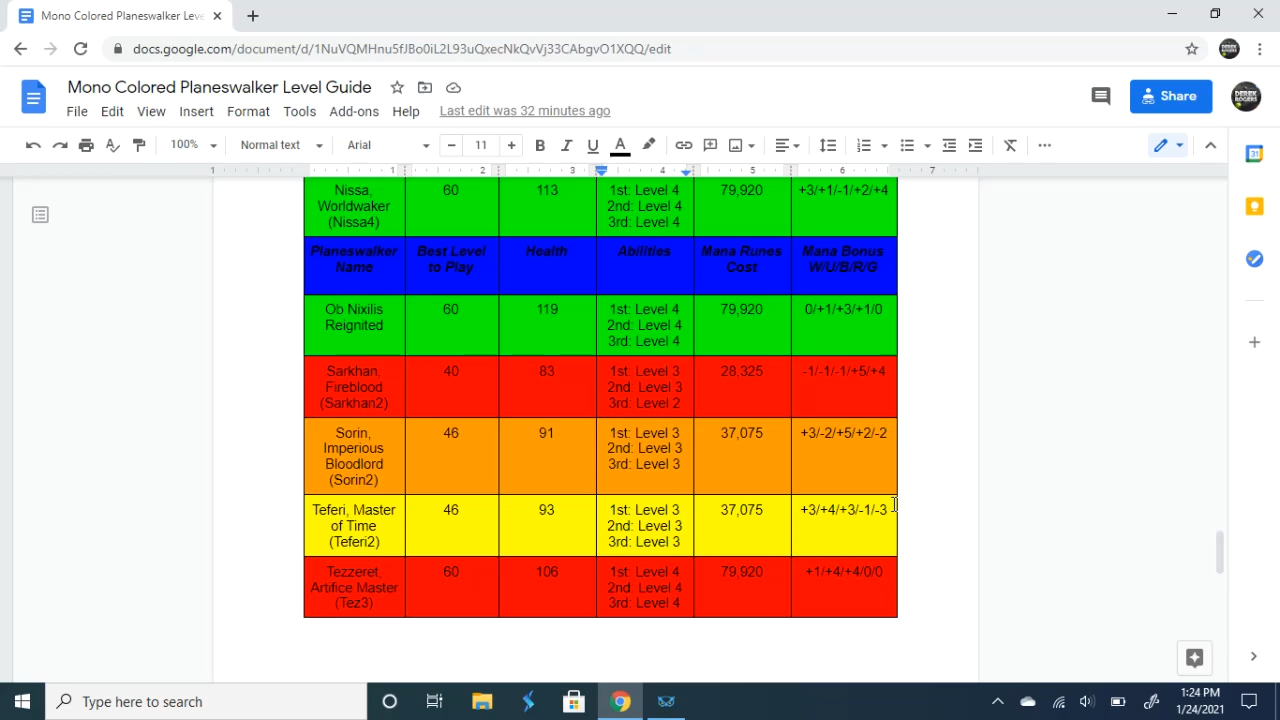 Mono Colored Planeswalker Leve
docs.google.com/document/d/1NuVQMHnu5fJBo0iL2L93uQxecNkQvVj33CAbgvO1XQQ/edit
Mono Colored Planeswalker Level Guide
File Edit View Insert Format Tools Add-ons Help Last edit was 32 minutes ago
Share
100% Normal text Arial 11
1 1 2 3 4 5 6 7
Nissa, Worldwaker (Nissa4) 60 113 1st: Level 4 2nd: Level 4 3rd: Level 4 79,920 +3/+1/-1/+2/+4
Planeswalker Name Best Level to Play Health Abilities Mana Runes Cost Mana Bonus W/U/B/R/G
Ob Nixilis Reignited 60 119 1st: Level 4 2nd: Level 4 3rd: Level 4 79,920 0/+1/+3/+1/0
Sarkhan, Fireblood (Sarkhan2) 40 83 1st: Level 3 2nd: Level 3 3rd: Level 2 28,325 -1/-1/-1/+5/+4
Sorin, Imperious Bloodlord (Sorin2) 46 91 1st: Level 3 2nd: Level 3 3rd: Level 3 37,075 +3/-2/+5/+2/-2
Teferi, Master of Time (Teferi2) 46 93 1st: Level 3 2nd: Level 3 3rd: Level 3 37,075 +3/+4/+3/-1/-3
Tezzeret, Artifice Master (Tez3) 60 106 1st: Level 4 2nd: Level 4 3rd: Level 4 79,920 +1/+4/+4/0/0
Type here to search
1:24 PM
1/24/2021